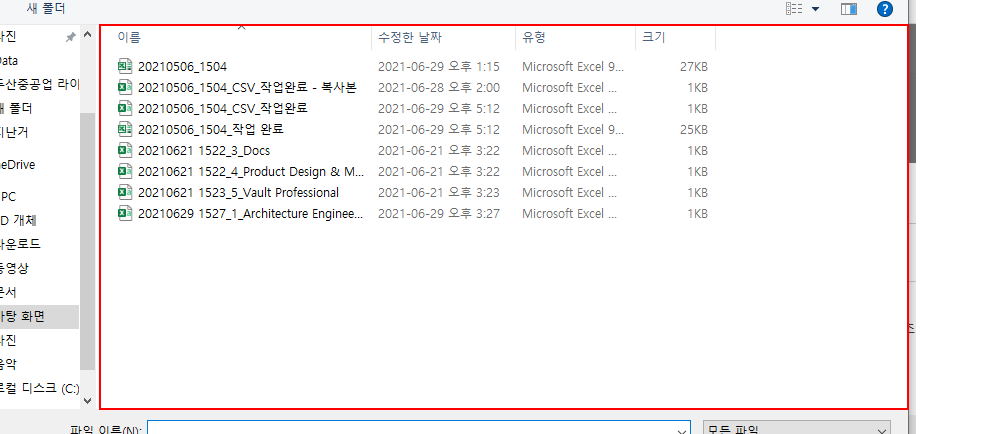 새 폴더
이름 수정한 날짜 유형 크기
20210506_1504 2021-06-29 오후 1:15 Microsoft Excel 9... 27KB
20210506_1504_CSV_작업완료 - 복사본 2021-06-28 오후 2:00 Microsoft Excel ... 1KB
20210506_1504_CSV_작업완료 2021-06-29 오후 5:12 Microsoft Excel ... 1KB
20210506_1504_작업 완료 2021-06-29 오후 5:12 Microsoft Excel 9... 25KB
20210621 1522_3_Docs 2021-06-21 오후 3:22 Microsoft Excel ... 1KB
20210621 1522_4_Product Design & M... 2021-06-21 오후 3:22 Microsoft Excel ... 1KB
20210621 1523_5_Vault Professional 2021-06-21 오후 3:23 Microsoft Excel ... 1KB
20210629 1527_1_Architecture Enginee... 2021-06-29 오후 3:27 Microsoft Excel ... 1KB
사진
Data
두산중공업 라이
새 폴더
지난거
neDrive
PC
3D 개체
다운로드
동영상
문서
바탕 화면
사진
음악
로컬 디스크 (C:)
파일 이름(N): 모든 파일